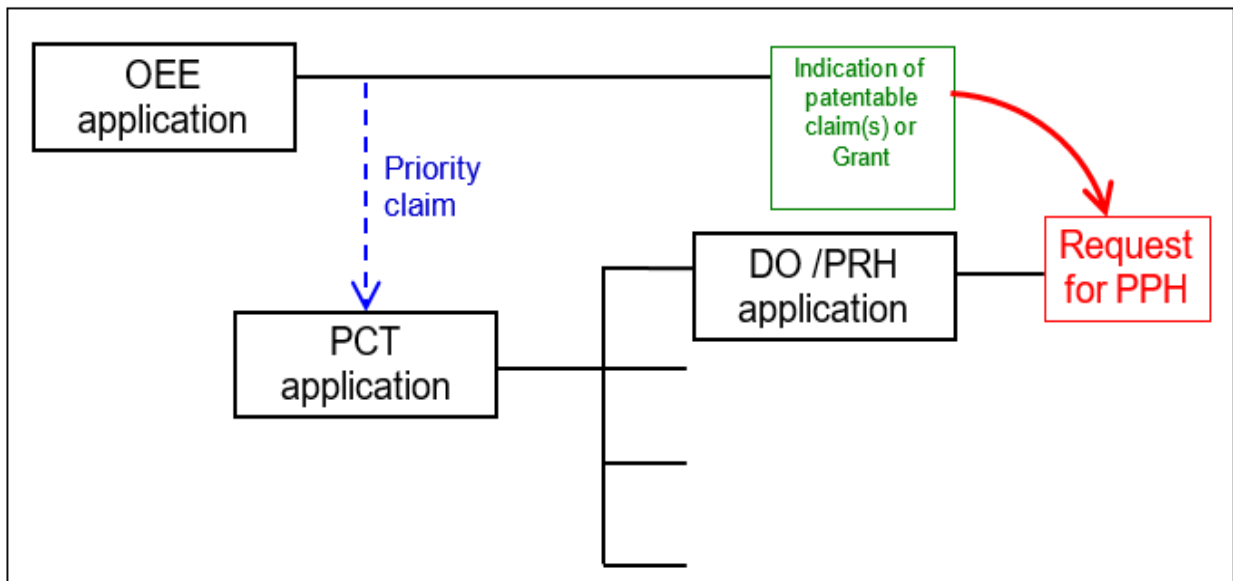 OEE
application
Indication of
patentable
claim(s) or
Grant
Priority
claim
Request
for PPH
DO /PRH
application
PCT
application